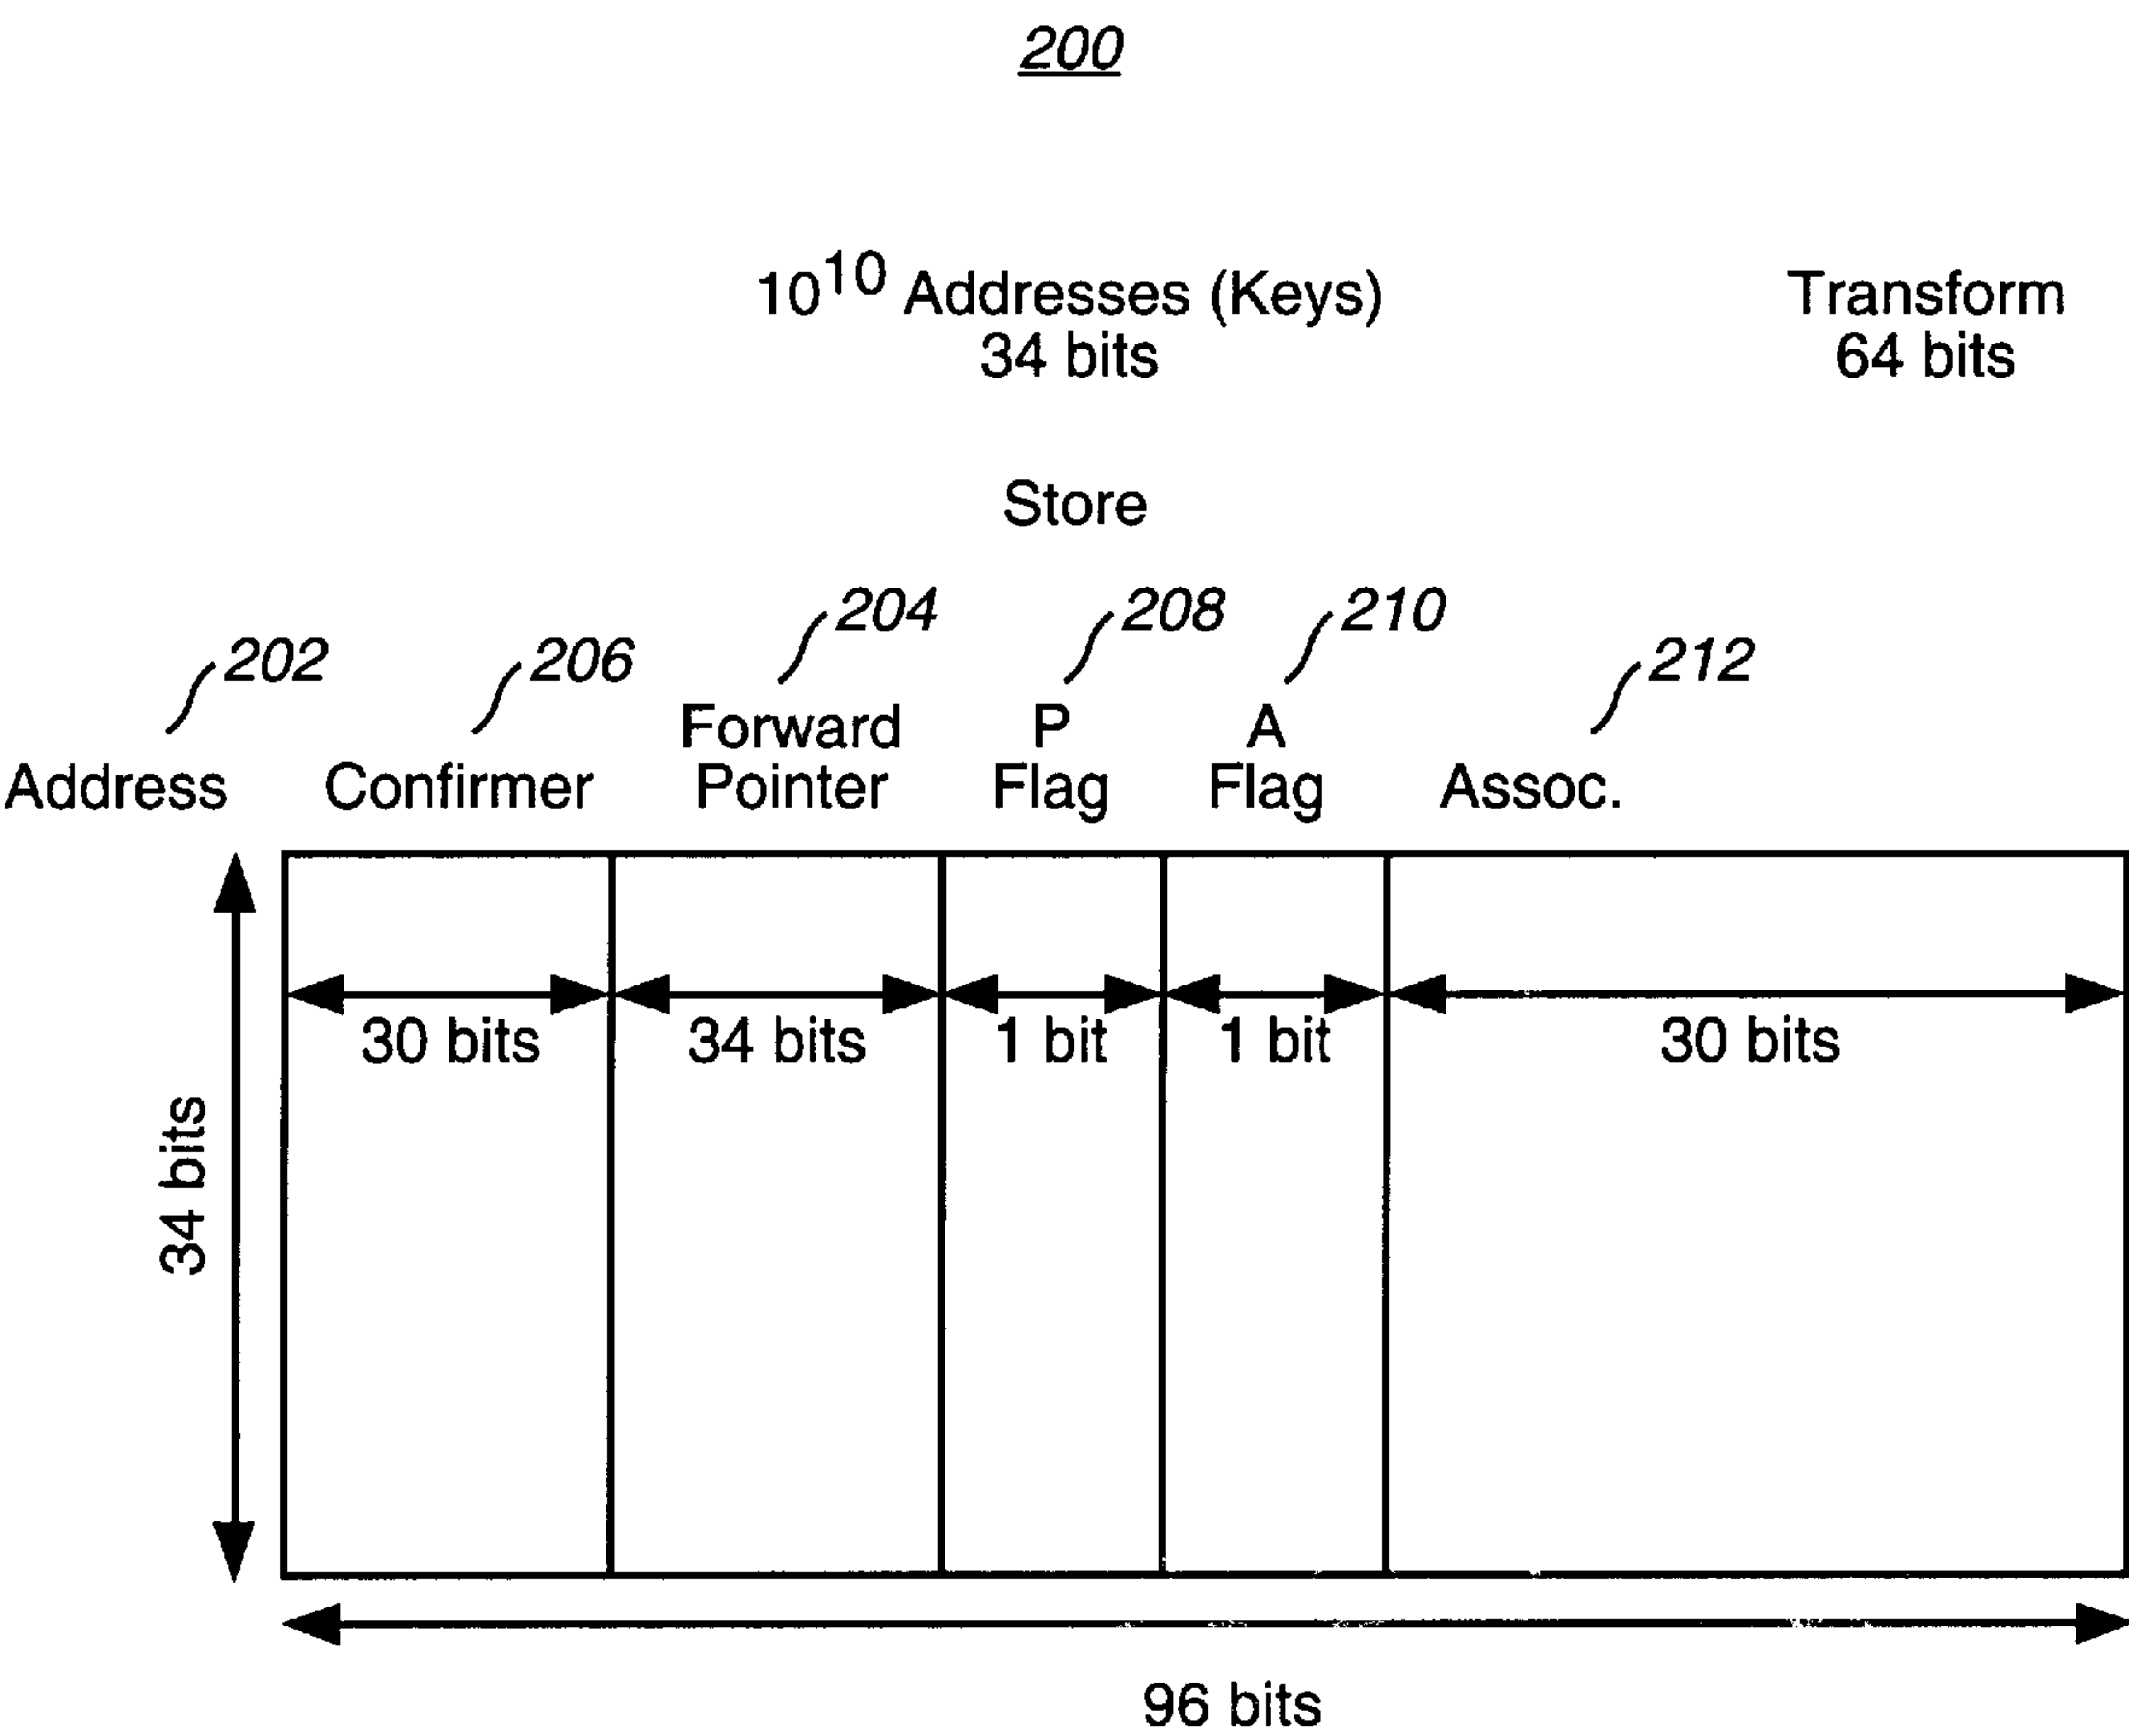 200
10^10 Addresses (Keys) Transform
34 bits 64 bits
Store
204 208 210
202 206 212
Forward P A
Address Confirmer Pointer Flag Flag Assoc.
30 bits 34 bits 1 bit 1 bit 30 bits
34 bits
96 bits